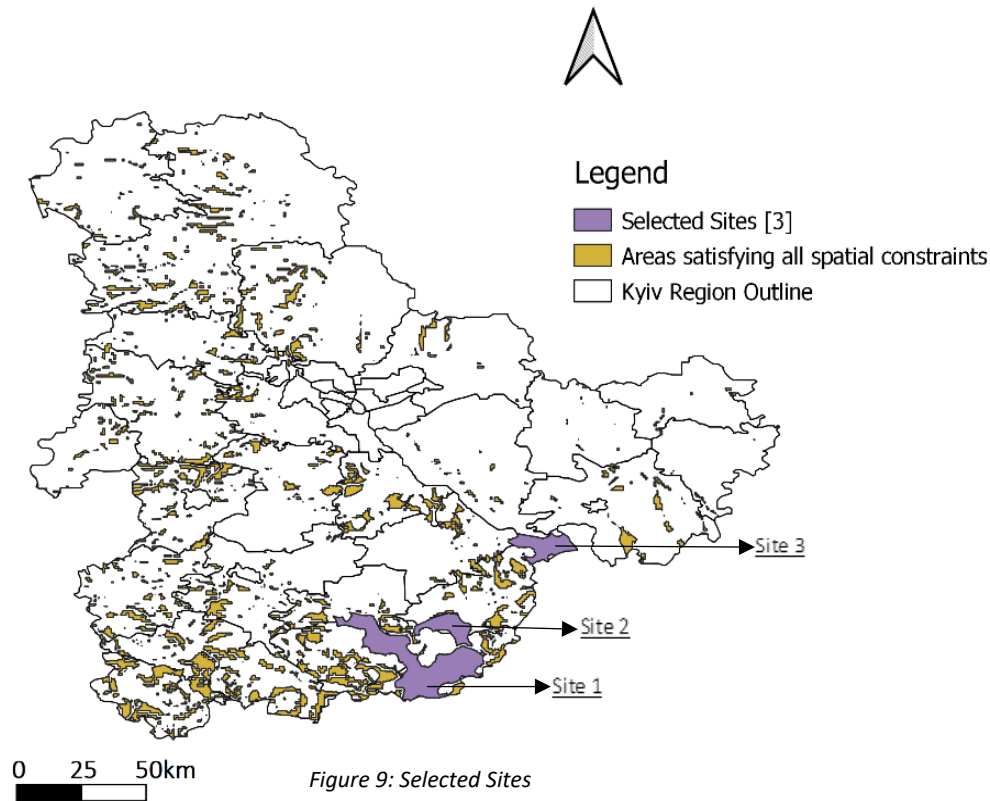 Legend
Selected Sites [3]
Areas satisfying all spatial constraints
Kyiv Region Outline
Site 3
Site 2
Site 1
0 25 50km
Figure 9: Selected Sites